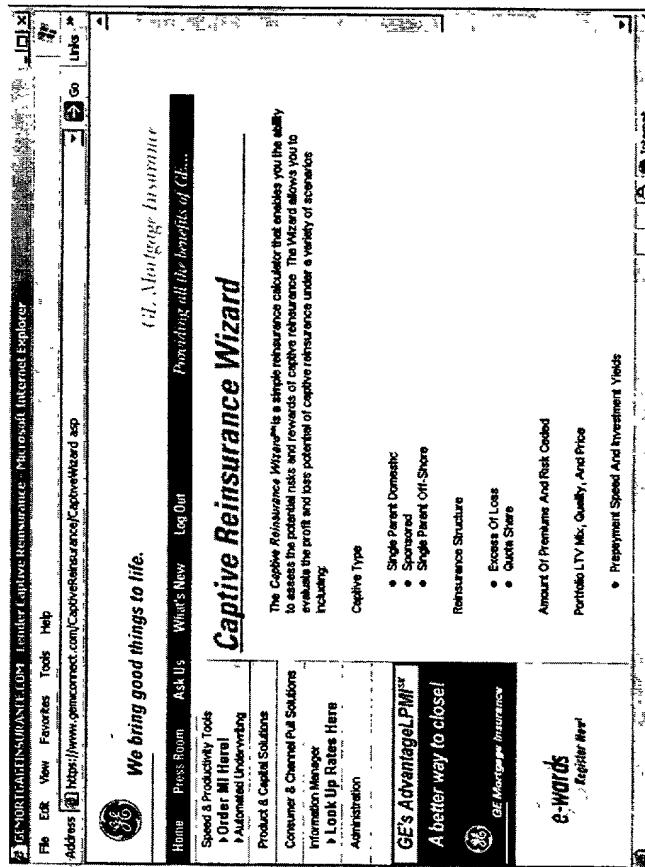 GEMORTGAGEINSURANCE.COM Lender Captive Reinsurance - Microsoft Internet Explorer
File Edit View Favorites Tools Help
Address https://www.gemiconnect.com/CaptiveReinsurance/CaptiveWizard.asp Go Links »
GE
We bring good things to life.
GE Mortgage Insurance
Home Press Room Ask Us What's New Log Out Providing all the benefits of GE...
Speed & Productivity Tools
Order MI Here!
Automated Underwriting
Product & Capital Solutions
Consumer & Channel Pull Solutions
Information Manager
Look Up Rates Here
Administration
GE's AdvantageLPMI℠
A better way to close!
GE GE Mortgage Insurance
e-wards
Register Now!
Captive Reinsurance Wizard
The Captive Reinsurance Wizard℠ is a simple reinsurance calculator that enables you the ability
to assess the potential risks and rewards of captive reinsurance. The Wizard allows you to
evaluate the profit and loss potential of captive reinsurance under a variety of scenarios
including:
Captive Type
• Single Parent Domestic
• Sponsored
• Single Parent Off-Shore
Reinsurance Structure
• Excess Of Loss
• Quota Share
Amount Of Premiums And Risk Ceded
Portfolio LTV Mix, Quality, And Price
• Prepayment Speed And Investment Yields
Internet